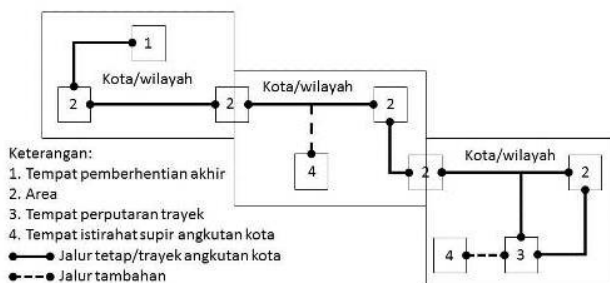 1
Kota/wilayah
2
2
Kota/wilayah
2
4
2
Kota/wilayah
2
4
3
Keterangan:
1. Tempat pemberhentian akhir
2. Area
3. Tempat perputaran trayek
4. Tempat istirahat supir angkutan kota
Jalur tetap/trayek angkutan kota
Jalur tambahan